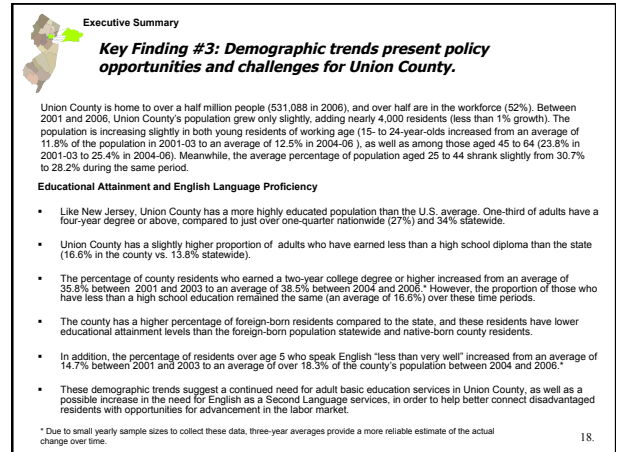 Executive Summary
Key Finding #3: Demographic trends present policy
opportunities and challenges for Union County.
Union County is home to over a half million people (531,088 in 2006), and over half are in the workforce (52%). Between
2001 and 2006, Union County's population grew only slightly, adding nearly 4,000 residents (less than 1% growth). The
population is increasing slightly in both young residents of working age (15- to 24-year-olds increased from an average of
11.8% of the population in 2001-03 to an average of 12.5% in 2004-06 ), as well as among those aged 45 to 64 (23.8% in
2001-03 to 25.4% in 2004-06). Meanwhile, the average percentage of population aged 25 to 44 shrank slightly from 30.7%
to 28.2% during the same period.
Educational Attainment and English Language Proficiency
▪ Like New Jersey, Union County has a more highly educated population than the U.S. average. One-third of adults have a
four-year degree or above, compared to just over one-quarter nationwide (27%) and 34% statewide.
▪ Union County has a slightly higher proportion of adults who have earned less than a high school diploma than the state
(16.6% in the county vs. 13.8% statewide).
▪ The percentage of county residents who earned a two-year college degree or higher increased from an average of
35.8% between 2001 and 2003 to an average of 38.5% between 2004 and 2006.* However, the proportion of those who
have less than a high school education remained the same (an average of 16.6%) over these time periods.
▪ The county has a higher percentage of foreign-born residents compared to the state, and these residents have lower
educational attainment levels than the foreign-born population statewide and native-born county residents.
▪ In addition, the percentage of residents over age 5 who speak English "less than very well" increased from an average of
14.7% between 2001 and 2003 to an average of over 18.3% of the county's population between 2004 and 2006.*
▪ These demographic trends suggest a continued need for adult basic education services in Union County, as well as a
possible increase in the need for English as a Second Language services, in order to help better connect disadvantaged
residents with opportunities for advancement in the labor market.
* Due to small yearly sample sizes to collect these data, three-year averages provide a more reliable estimate of the actual
change over time.
18.